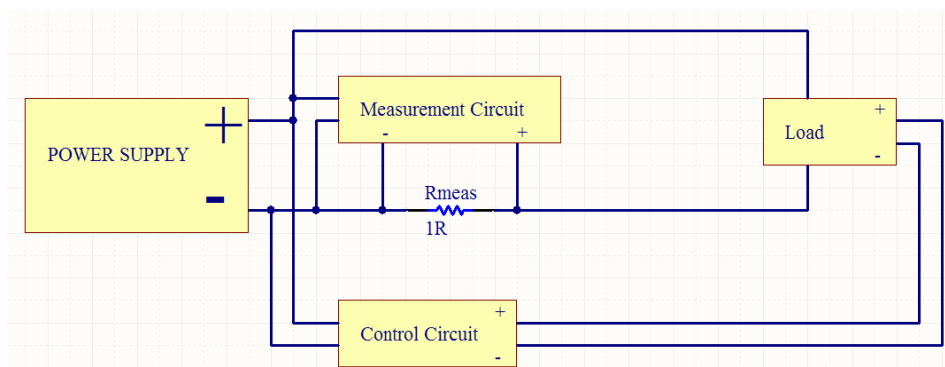 Measurement Circuit
- +
+
Load
-
+
POWER SUPPLY
-
Rmeas
1R
+
Control Circuit
-